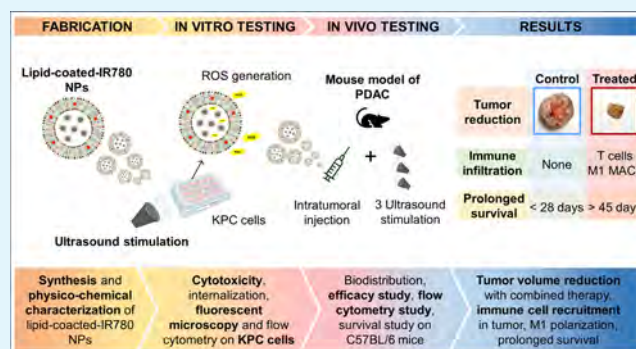 FABRICATION
IN VITRO TESTING
IN VIVO TESTING
RESULTS
Lipid-coated-IR780
NPs
Ultrasound stimulation
ROS generation
KPC cells
Mouse model of
PDAC
+
Intratumoral
injection
3 Ultrasound
stimulation
Control Treated
Tumor
reduction
Immune
infiltration
None
T cells
M1 MAC
Prolonged
survival
< 28 days > 45 days
Synthesis and
physico-chemical
characterization of
lipid-coacted-IR780
NPs
Cytotoxicity,
internalization,
fluorescent
microscopy and flow
cytometry on KPC cells
Biodistribution,
efficacy study, flow
cytometry study,
survival study on
C57BL/6 mice
Tumor volume reduction
with combined therapy,
immune cell recruitment
in tumor, M1 polarization,
prolonged survival